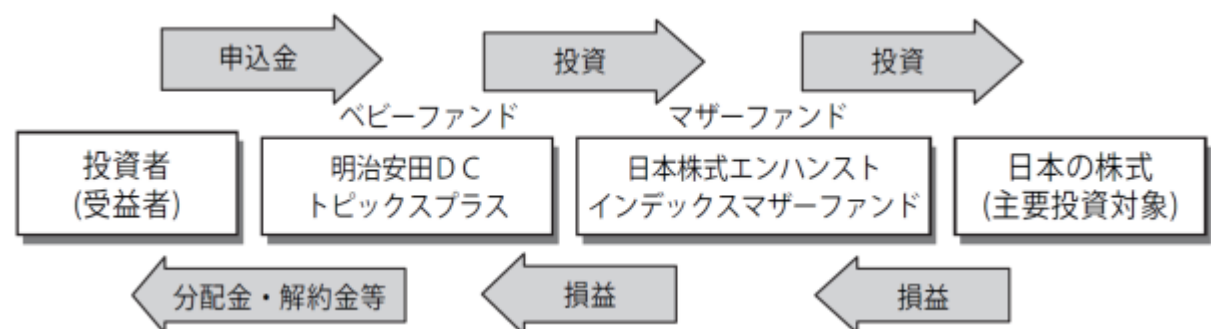 申込金
投資
投資
ベビーファンド
マザーファンド
投資者
(受益者)
明治安田ＤＣ
トピックスプラス
日本株式エンハンスト
インデックスマザーファンド
日本の株式
(主要投資対象)
分配金・解約金等
損益
損益